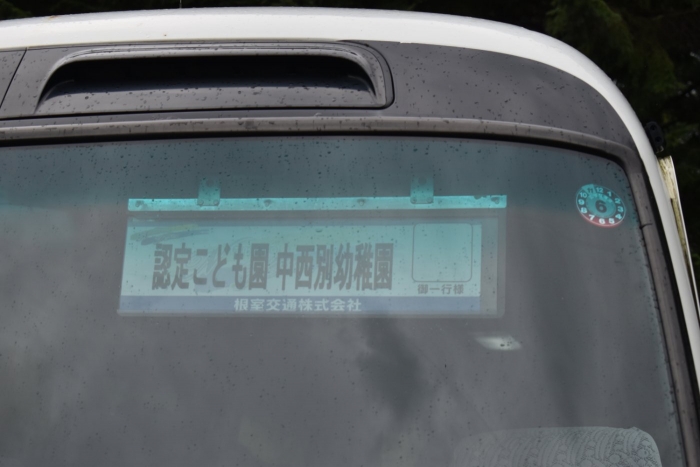 認定こども園 中西別幼稚園
御一行様
根室交通株式会社
6